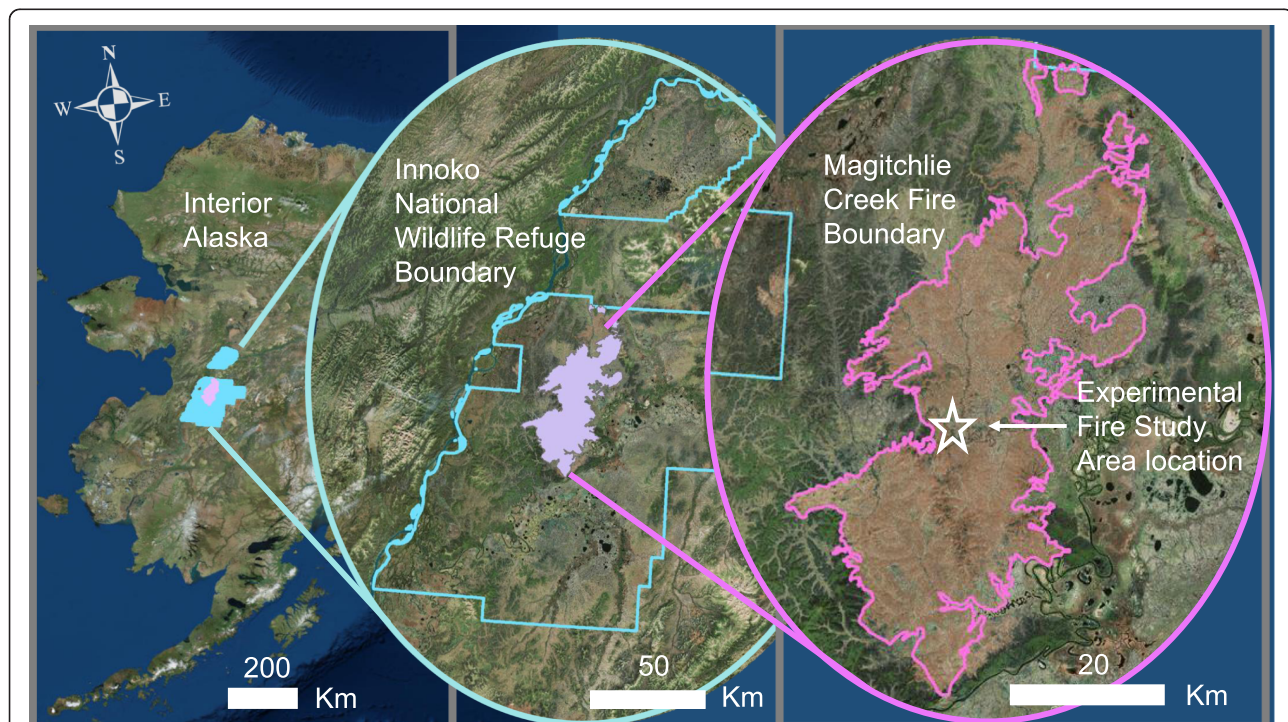 N
W
E
S
Interior
Alaska
Innoko
National
Wildlife Refuge
Boundary
Magitchlie
Creek Fire
Boundary
Experimental
Fire Study
Area location
200
Km
50
Km
20
Km